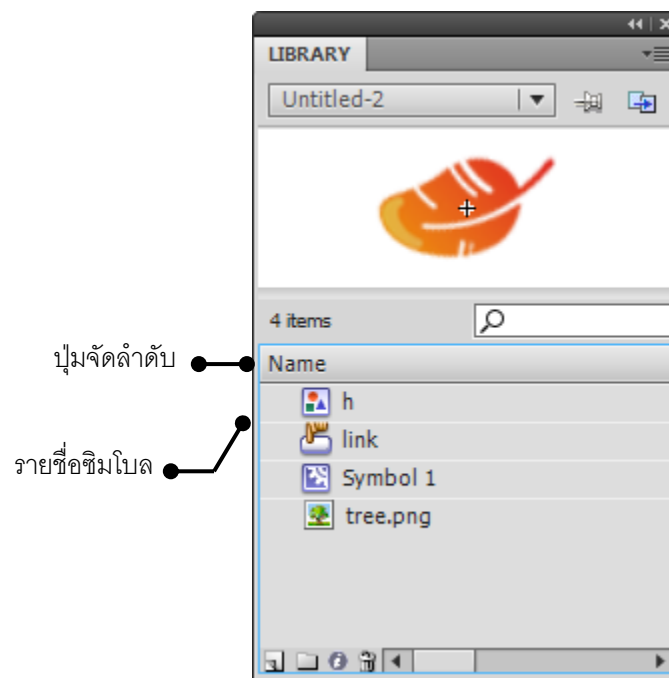 LIBRARY
Untitled-2
4 items
ปุ่มจัดลำดับ
Name
h
link
รายชื่อซิมโบล
Symbol 1
tree.png